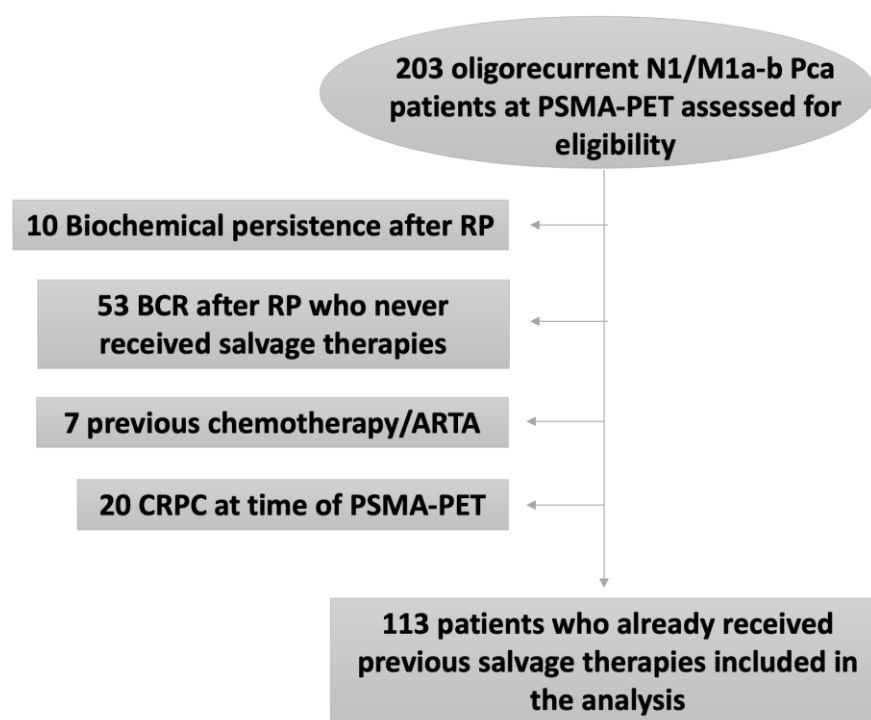 203 oligorecurrent N1/M1a-b Pca
patients at PSMA-PET assessed for
eligibility
10 Biochemical persistence after RP
53 BCR after RP who never
received salvage therapies
7 previous chemotherapy/ARTA
20 CRPC at time of PSMA-PET
113 patients who already received
previous salvage therapies included in
the analysis